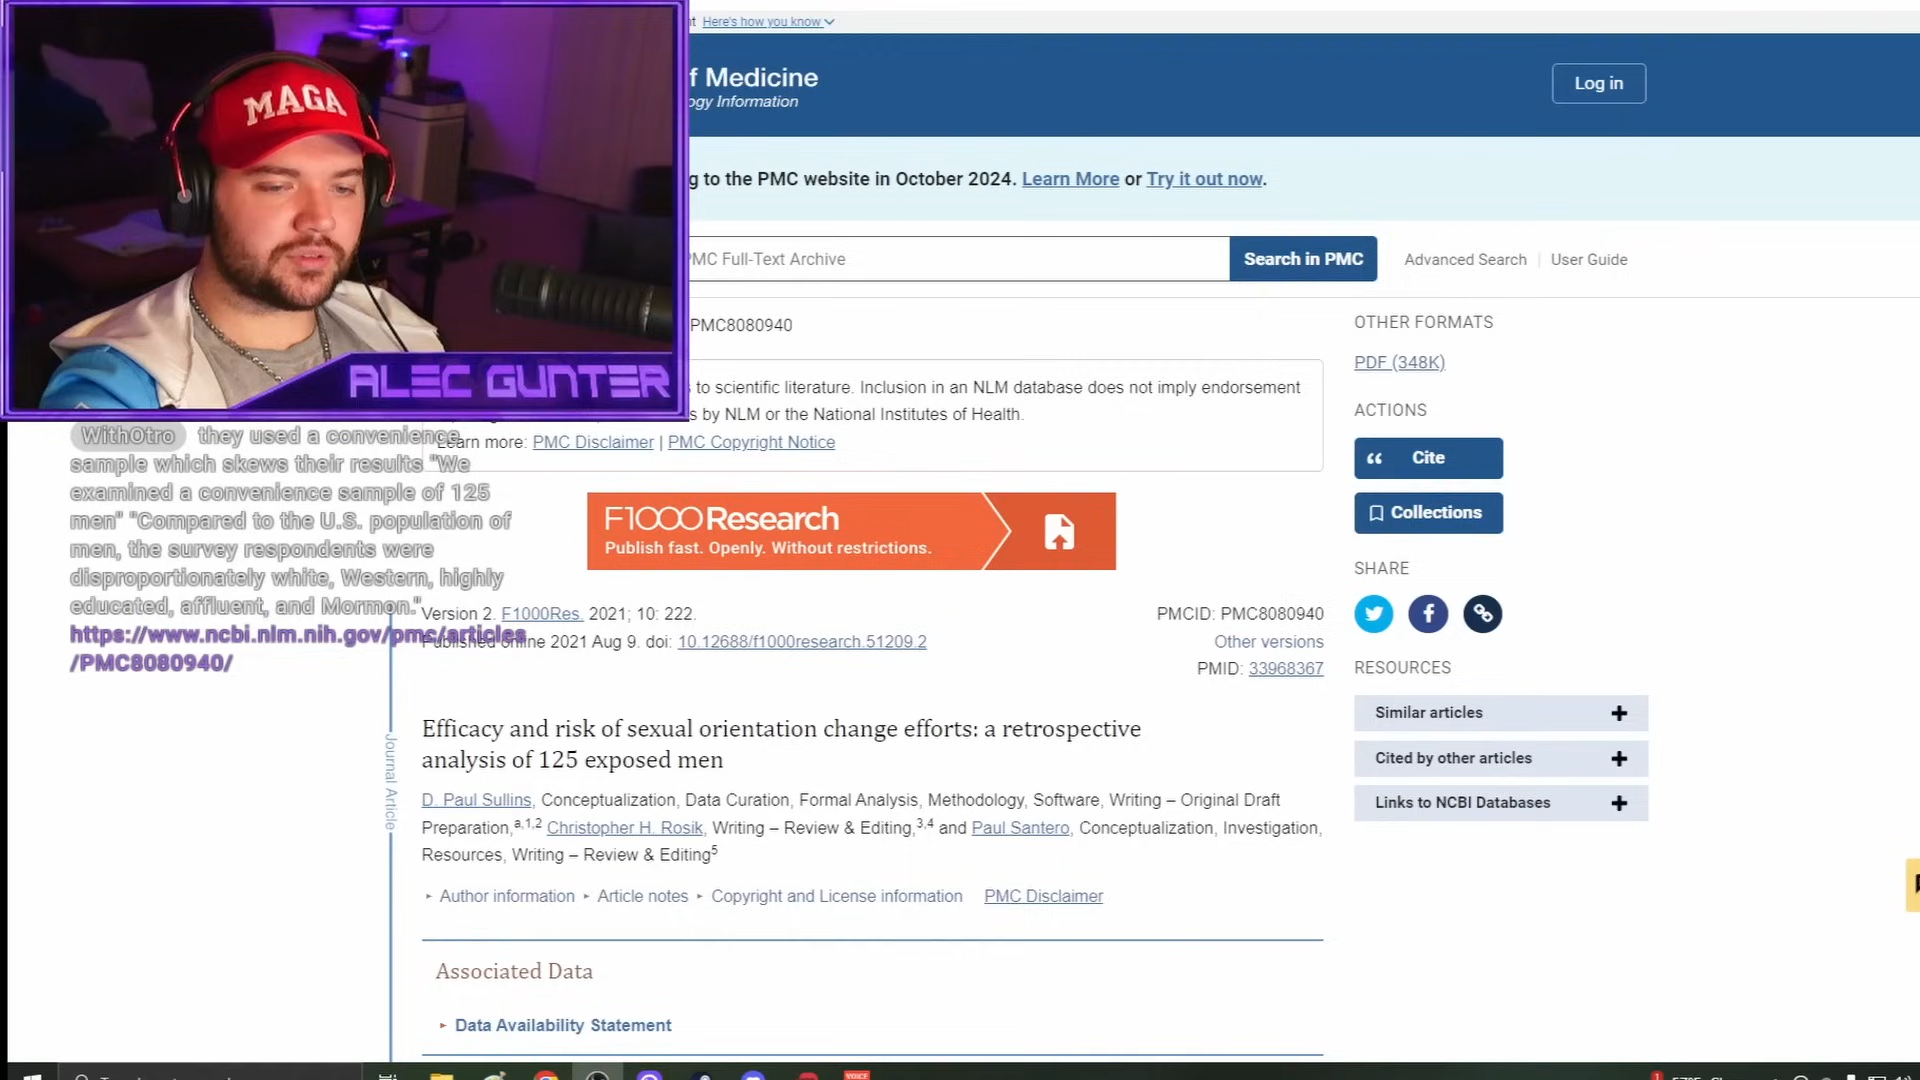 nt Here's how you know
MAGA
f Medicine
ogy Information
Log in
g to the PMC website in October 2024. Learn More or Try it out now.
PMC Full-Text Archive
Search in PMC
Advanced Search
User Guide
PMC8080940
ALEC GUNTER
s to scientific literature. Inclusion in an NLM database does not imply endorsement
s by NLM or the National Institutes of Health.
Learn more: PMC Disclaimer | PMC Copyright Notice
WithOtro they used a convenience
sample which skews their results "We
examined a convenience sample of 125
men" "Compared to the U.S. population of
men, the survey respondents were
disproportionately white, Western, highly
educated, affluent, and Mormon."
https://www.ncbi.nlm.nih.gov/pmc/articles
/PMC8080940/
F1000Research
Publish fast. Openly. Without restrictions.
Version 2. F1000Res. 2021; 10: 222.
Published online 2021 Aug 9. doi: 10.12688/f1000research.51209.2
PMCID: PMC8080940
Other versions
PMID: 33968367
Journal Article
Efficacy and risk of sexual orientation change efforts: a retrospective
analysis of 125 exposed men
D. Paul Sullins, Conceptualization, Data Curation, Formal Analysis, Methodology, Software, Writing – Original Draft
Preparation,a,1,2 Christopher H. Rosik, Writing – Review & Editing,3,4 and Paul Santero, Conceptualization, Investigation,
Resources, Writing – Review & Editing5
Author information Article notes Copyright and License information PMC Disclaimer
Associated Data
Data Availability Statement
OTHER FORMATS
PDF (348K)
ACTIONS
Cite
Collections
SHARE
RESOURCES
Similar articles
Cited by other articles
Links to NCBI Databases
VOICE